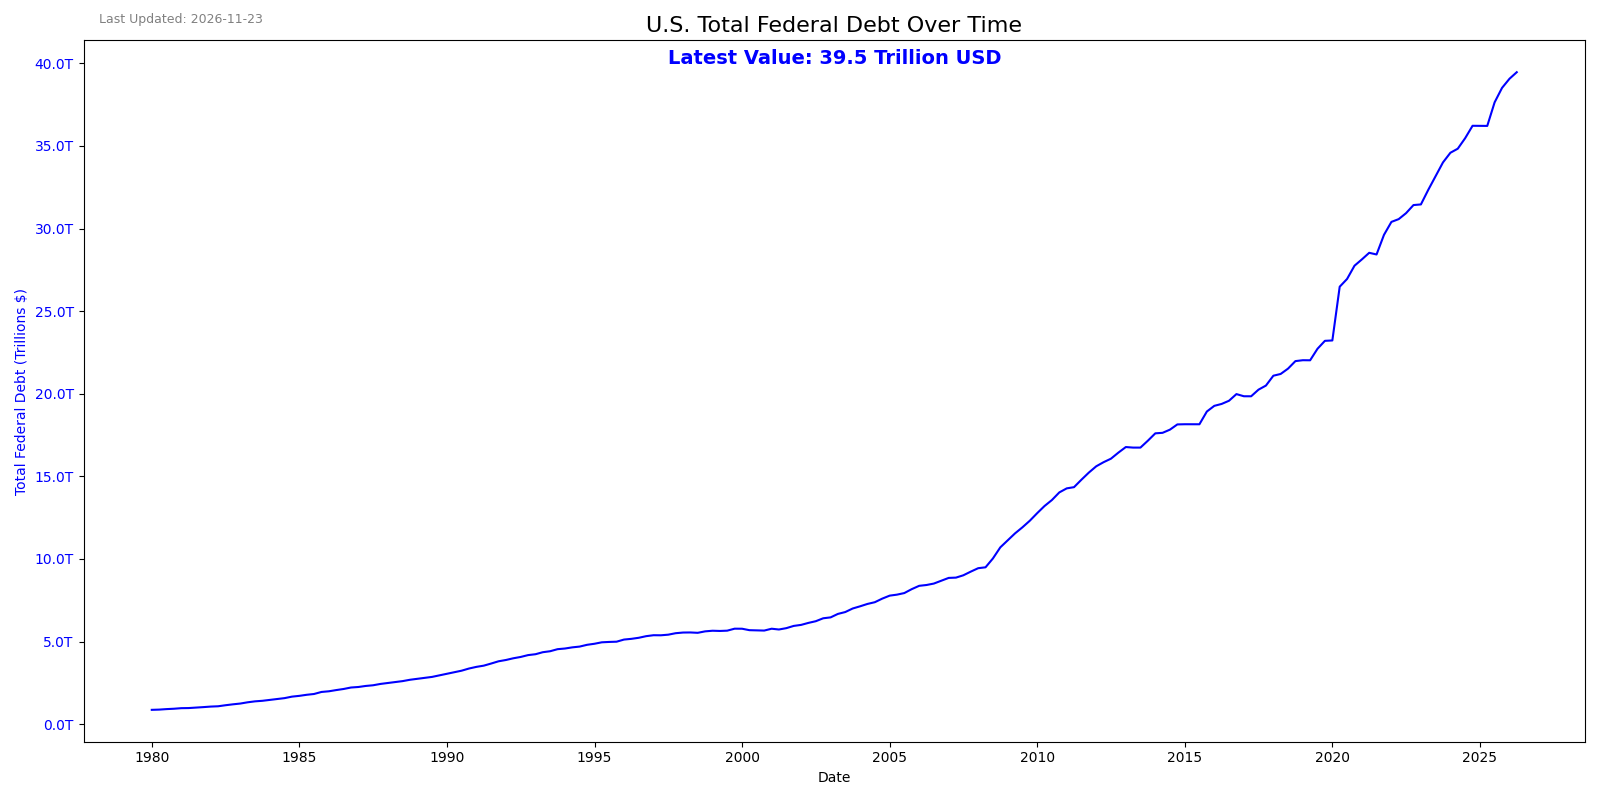 Last Updated: 2026-11-23
U.S. Total Federal Debt Over Time
Latest Value: 39.5 Trillion USD
Total Federal Debt (Trillions $)
40.0T
35.0T
30.0T
25.0T
20.0T
15.0T
10.0T
5.0T
0.0T
1980 1985 1990 1995 2000 2005 2010 2015 2020 2025
Date